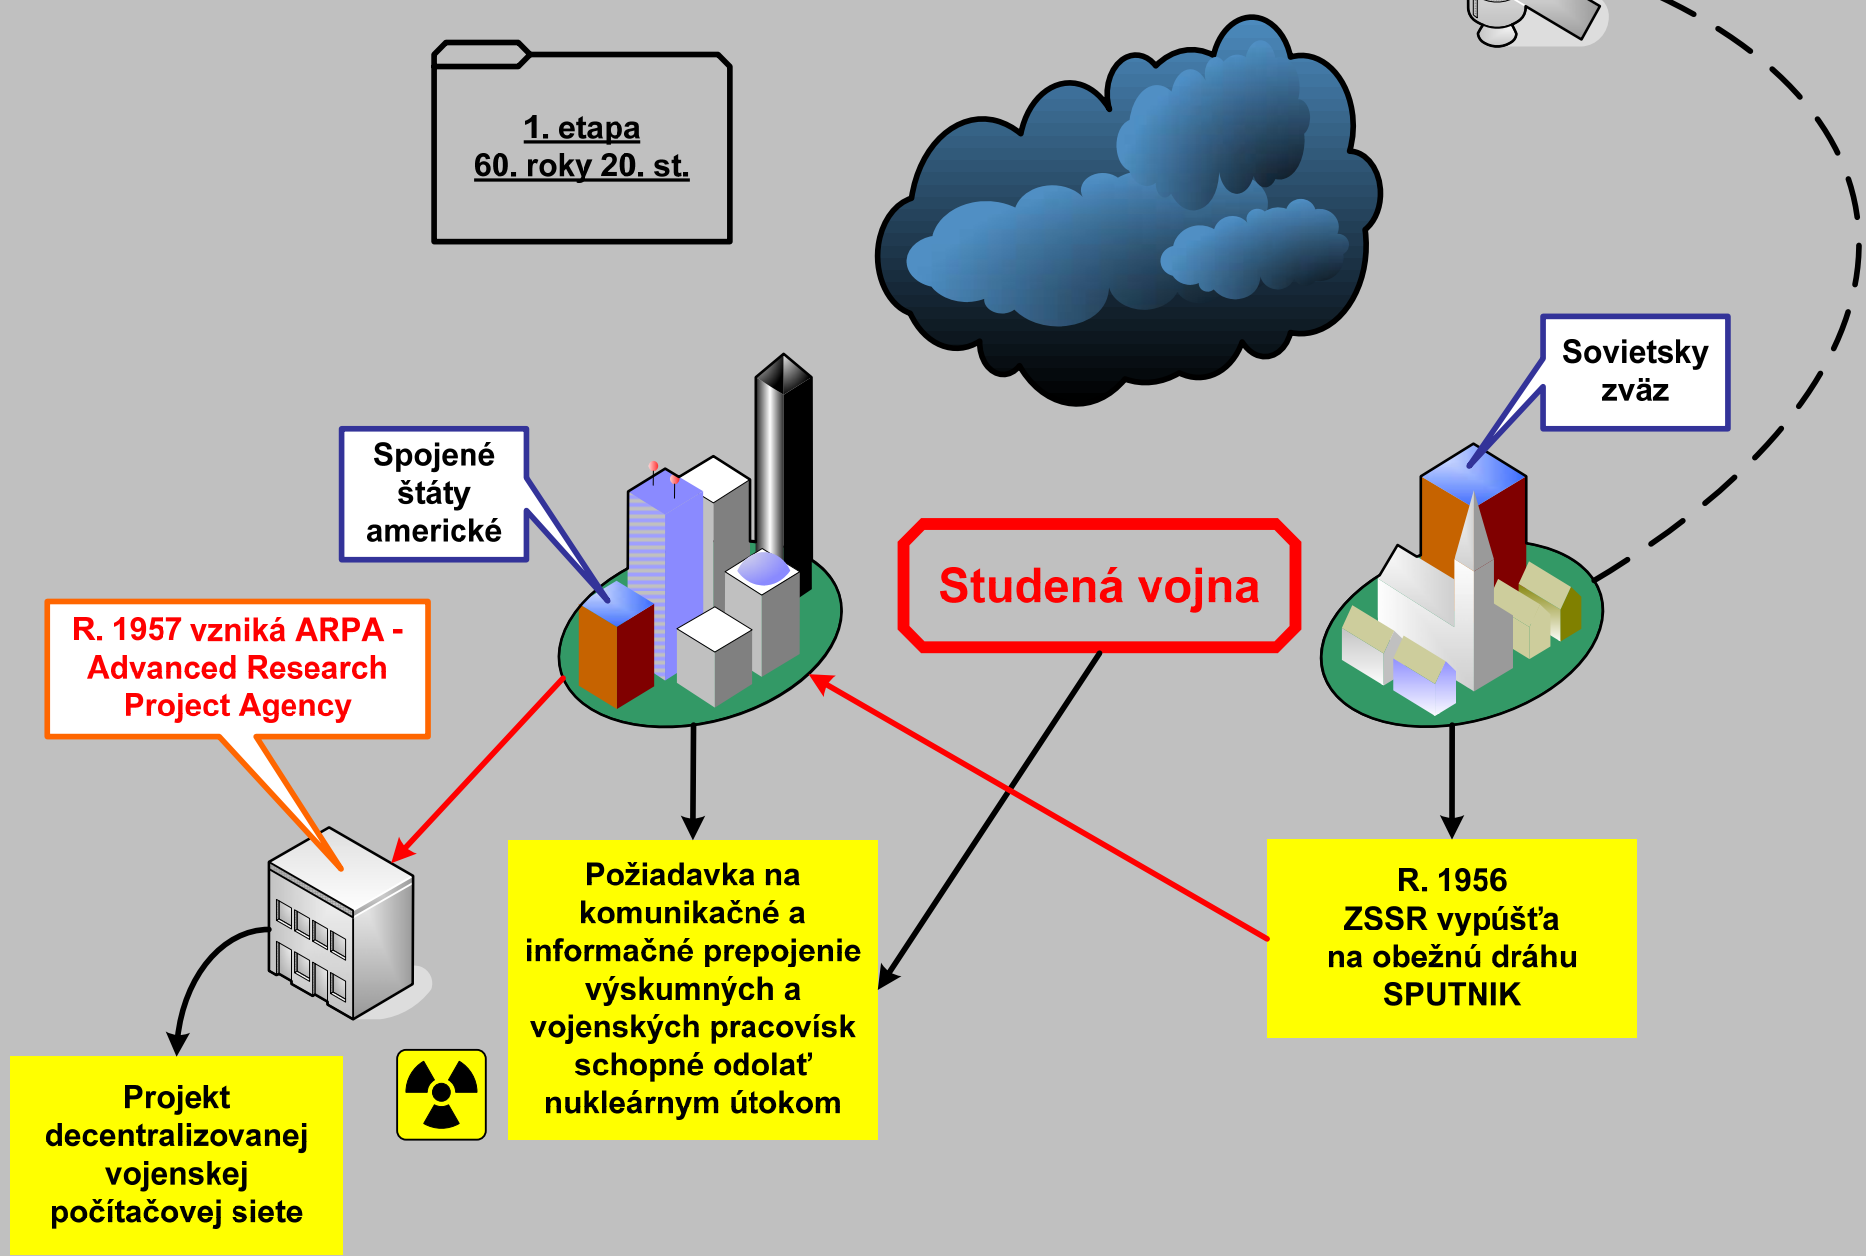 1. etapa
60. roky 20. st.
Sovietsky
zväz
Spojené
štáty
americké
Studená vojna
R. 1957 vzniká ARPA -
Advanced Research
Project Agency
Požiadavka na
komunikačné a
informačné prepojenie
výskumných a
vojenských pracovísk
schopné odolať
nukleárnym útokom
R. 1956
ZSSR vypúšťa
na obežnú dráhu
SPUTNIK
Projekt
decentralizovanej
vojenskej
počítačovej siete